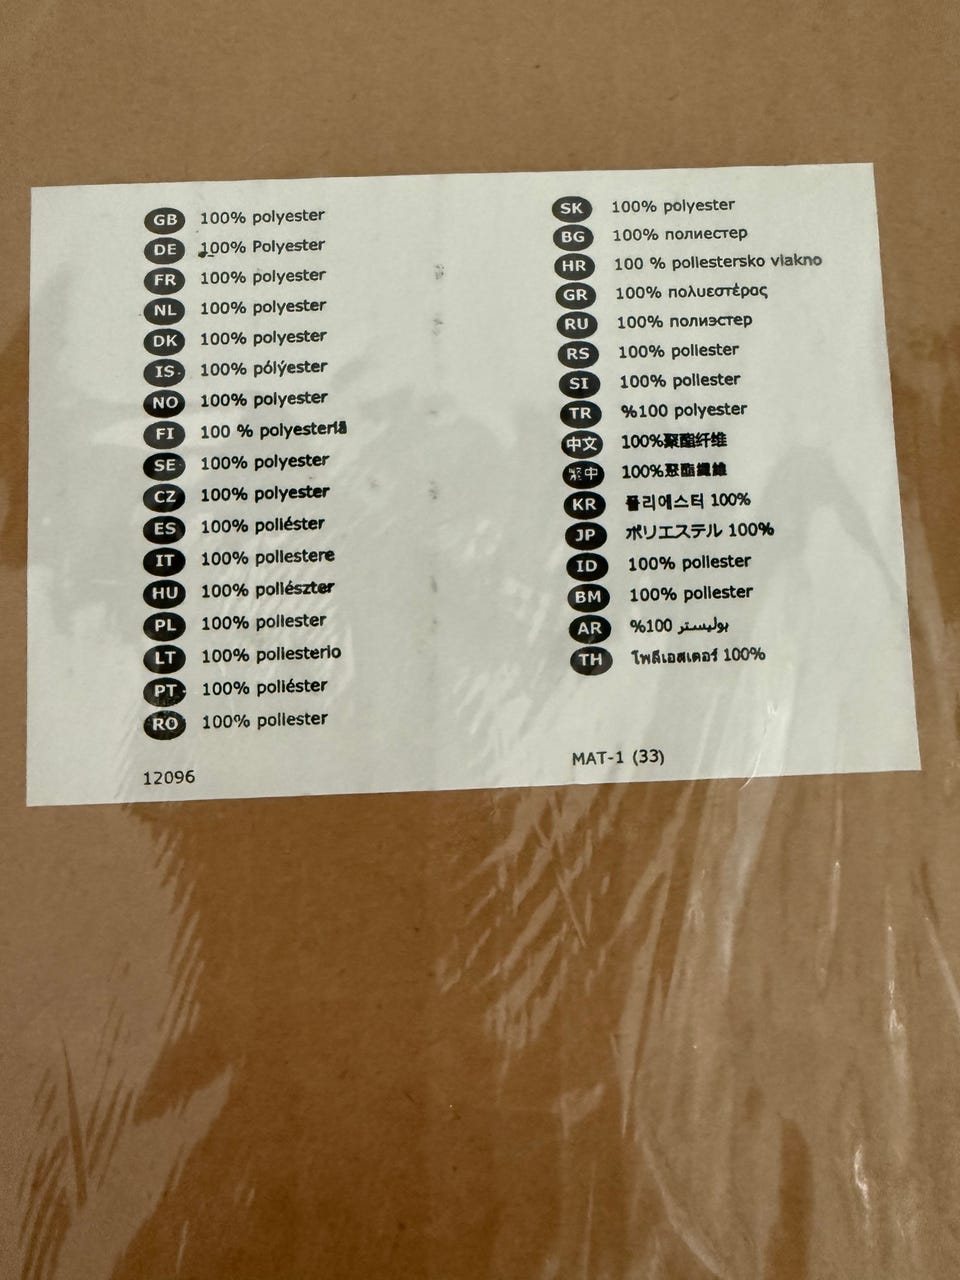 GB 100% polyester
DE 100% Polyester
FR 100% polyester
NL 100% polyester
DK 100% polyester
IS 100% pólýester
NO 100% polyester
FI 100 % polyesteriä
SE 100% polyester
CZ 100% polyester
ES 100% poliéster
IT 100% poliestere
HU 100% poliészter
PL 100% poliester
LT 100% poliesterio
PT 100% poliéster
RO 100% poliester
12096
SK 100% polyester
BG 100% полиестер
HR 100 % poliestersko vlakno
GR 100% πολυεστέρας
RU 100% полиэстер
RS 100% poliester
SI 100% poliester
TR %100 polyester
中文 100%聚酯纤维
繁中 100%聚酯纖維
KR 폴리에스터 100%
JP ポリエステル 100%
ID 100% poliester
BM 100% poliester
AR %100 بوليستر
TH โพลีเอสเตอร์ 100%
MAT-1 (33)